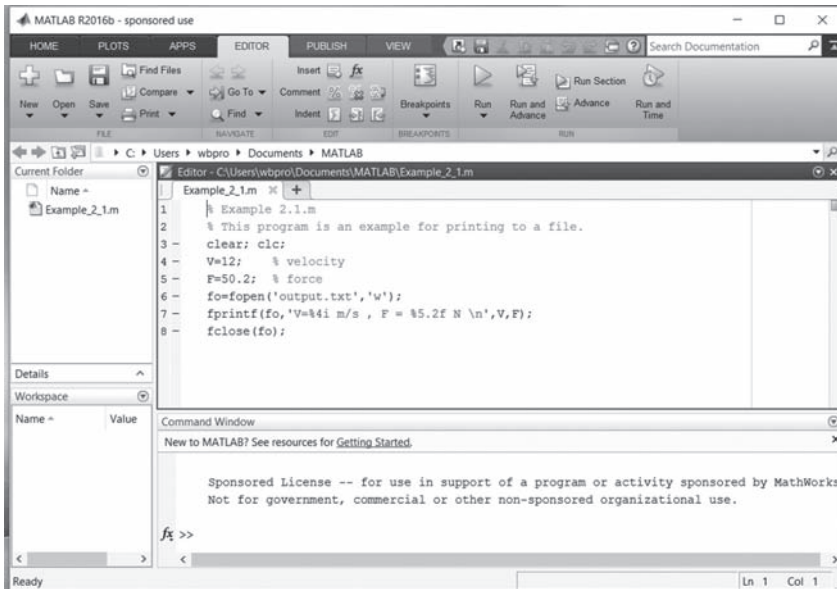 MATLAB R2016b - sponsored use
HOME PLOTS APPS EDITOR PUBLISH VIEW Search Documentation
New Open Save Find Files Compare Print
FILE
Go To Find
NAVIGATE
Insert fx
Comment
Indent
EDIT
Breakpoints
BREAKPOINTS
Run Run and Advance Run Section Advance Run and Time
RUN
C: Users wbpro Documents MATLAB
Current Folder
Name
Example_2_1.m
Details
Workspace
Name Value
Editor - C:\Users\wbpro\Documents\MATLAB\Example_2_1.m
Example_2_1.m +
1 % Example 2.1.m
2 % This program is an example for printing to a file.
3 - clear; clc;
4 - V=12; % velocity
5 - F=50.2; % force
6 - fo=fopen('output.txt','w');
7 - fprintf(fo,'V=%4i m/s , F = %5.2f N \n',V,F);
8 - fclose(fo);
Command Window
New to MATLAB? See resources for Getting Started.
Sponsored License -- for use in support of a program or activity sponsored by MathWorks
Not for government, commercial or other non-sponsored organizational use.
fx >>
Ready Ln 1 Col 1